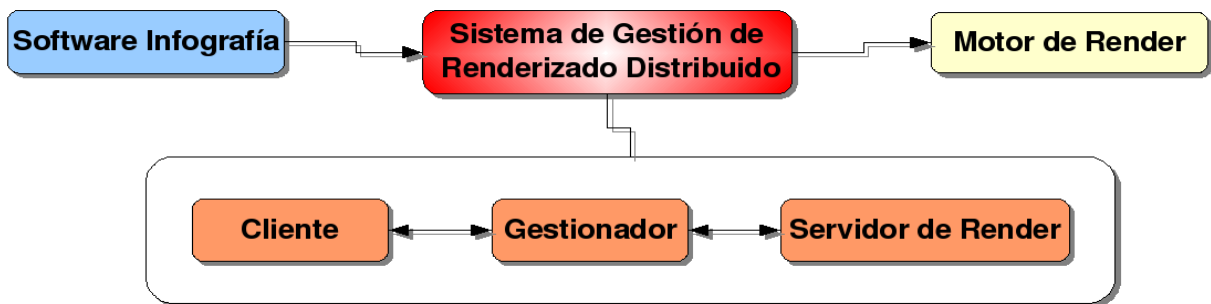 Software Infografía
Sistema de Gestión de
Renderizado Distribuido
Motor de Render
Cliente
Gestionador
Servidor de Render